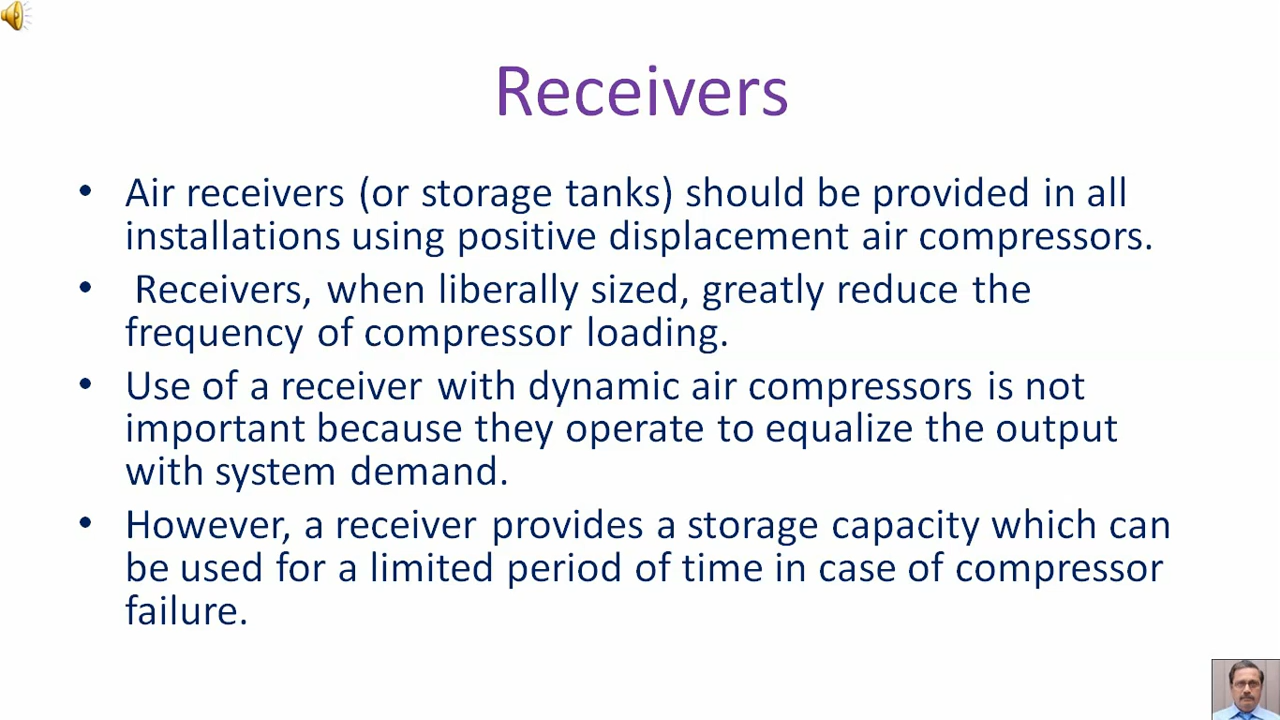 Receivers
• Air receivers (or storage tanks) should be provided in all
installations using positive displacement air compressors.
• Receivers, when liberally sized, greatly reduce the
frequency of compressor loading.
• Use of a receiver with dynamic air compressors is not
important because they operate to equalize the output
with system demand.
• However, a receiver provides a storage capacity which can
be used for a limited period of time in case of compressor
failure.